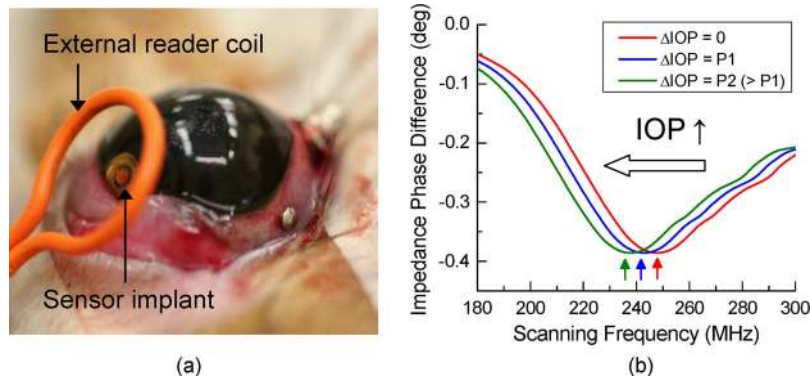 External reader coil
Sensor implant
(a)
Impedance Phase Difference (deg)
0.0
-0.1
-0.2
-0.3
-0.4
ΔIOP = 0
ΔIOP = P1
ΔIOP = P2 (> P1)
IOP ↑
180 200 220 240 260 280 300
Scanning Frequency (MHz)
(b)